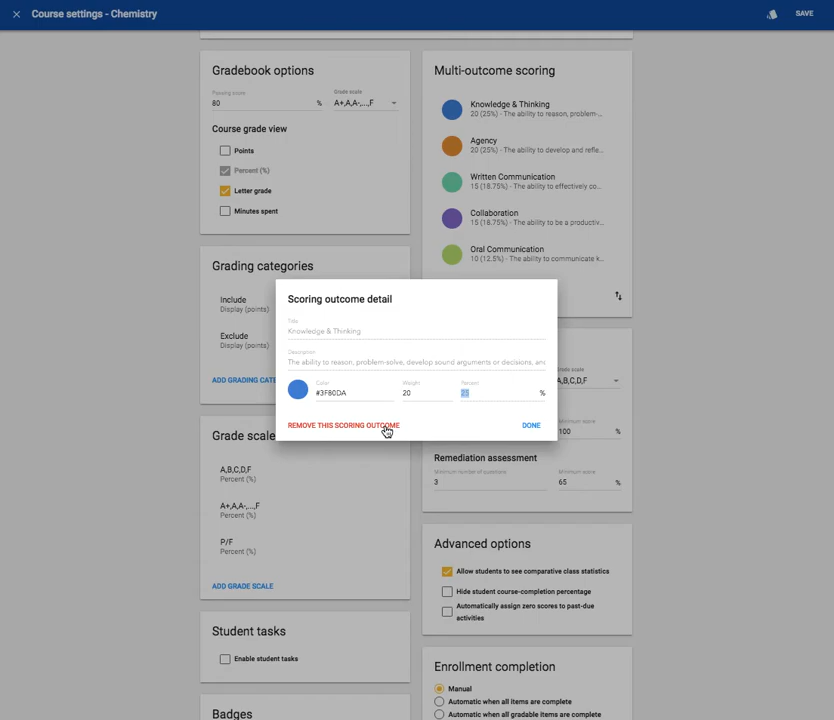 Course settings - Chemistry
SAVE
Gradebook options
Passing score
80 %
Grade scale
A+,A,A-,...,F
Course grade view
Points
Percent (%)
Letter grade
Minutes spent
Grading categories
Include
Display (points)
Exclude
Display (points)
ADD GRADING CATE
Grade scale
A,B,C,D,F
Percent (%)
A+,A,A-,...,F
Percent (%)
P/F
Percent (%)
ADD GRADE SCALE
Student tasks
Enable student tasks
Badges
Multi-outcome scoring
Knowledge & Thinking
20 (25%) - The ability to reason, problem-...
Agency
20 (25%) - The ability to develop and refle...
Written Communication
15 (18.75%) - The ability to effectively co...
Collaboration
15 (18.75%) - The ability to be a productiv...
Oral Communication
10 (12.5%) - The ability to communicate k...
Scoring outcome detail
Title
Knowledge & Thinking
Description
The ability to reason, problem-solve, develop sound arguments or decisions, an
Color
#3F80DA
Weight
20
Percent
25 %
REMOVE THIS SCORING OUTCOME
DONE
Grade scale
A,B,C,D,F
Minimum score
100 %
Remediation assessment
Minimum number of questions
3
Minimum score
65 %
Advanced options
Allow students to see comparative class statistics
Hide student course-completion percentage
Automatically assign zero scores to past-due
activities
Enrollment completion
Manual
Automatic when all items are complete
Automatic when all gradable items are complete